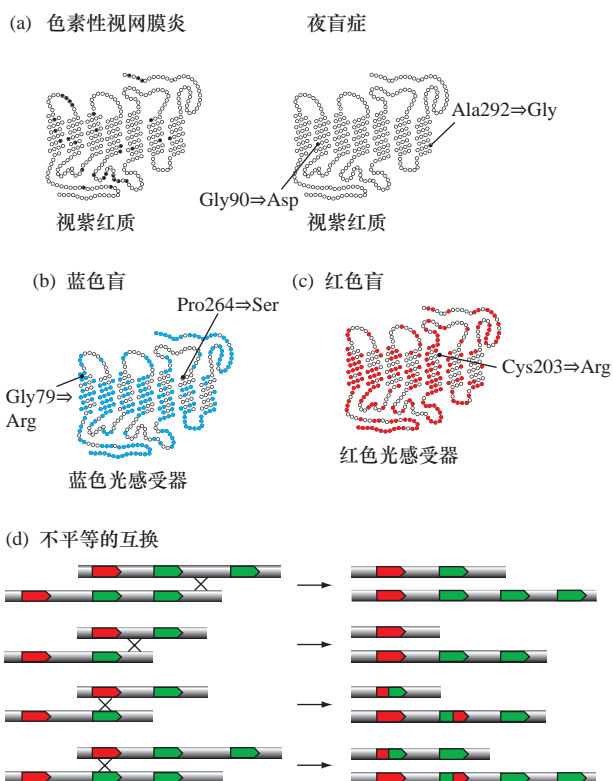 (a) 色素性视网膜炎
夜盲症
Ala292⇒Gly
Gly90⇒Asp
视紫红质
视紫红质
(b) 蓝色盲
(c) 红色盲
Pro264⇒Ser
Gly79⇒
Arg
Cys203⇒Arg
蓝色光感受器
红色光感受器
(d) 不平等的互换